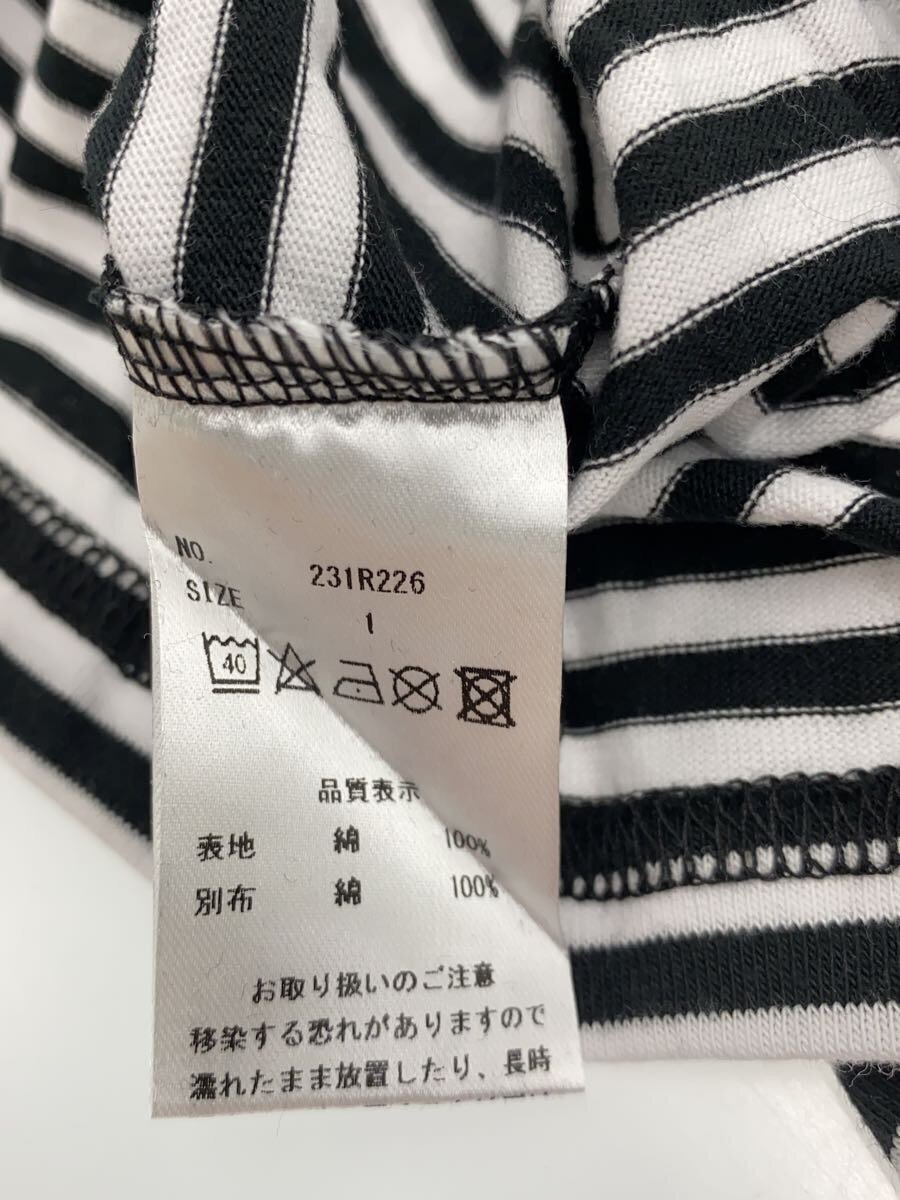 NO. 231R226
SIZE 1
40
品質表示
表地 綿 100%
別布 綿 100%
お取り扱いのご注意
移染する恐れがありますので
濡れたまま放置したり、長時